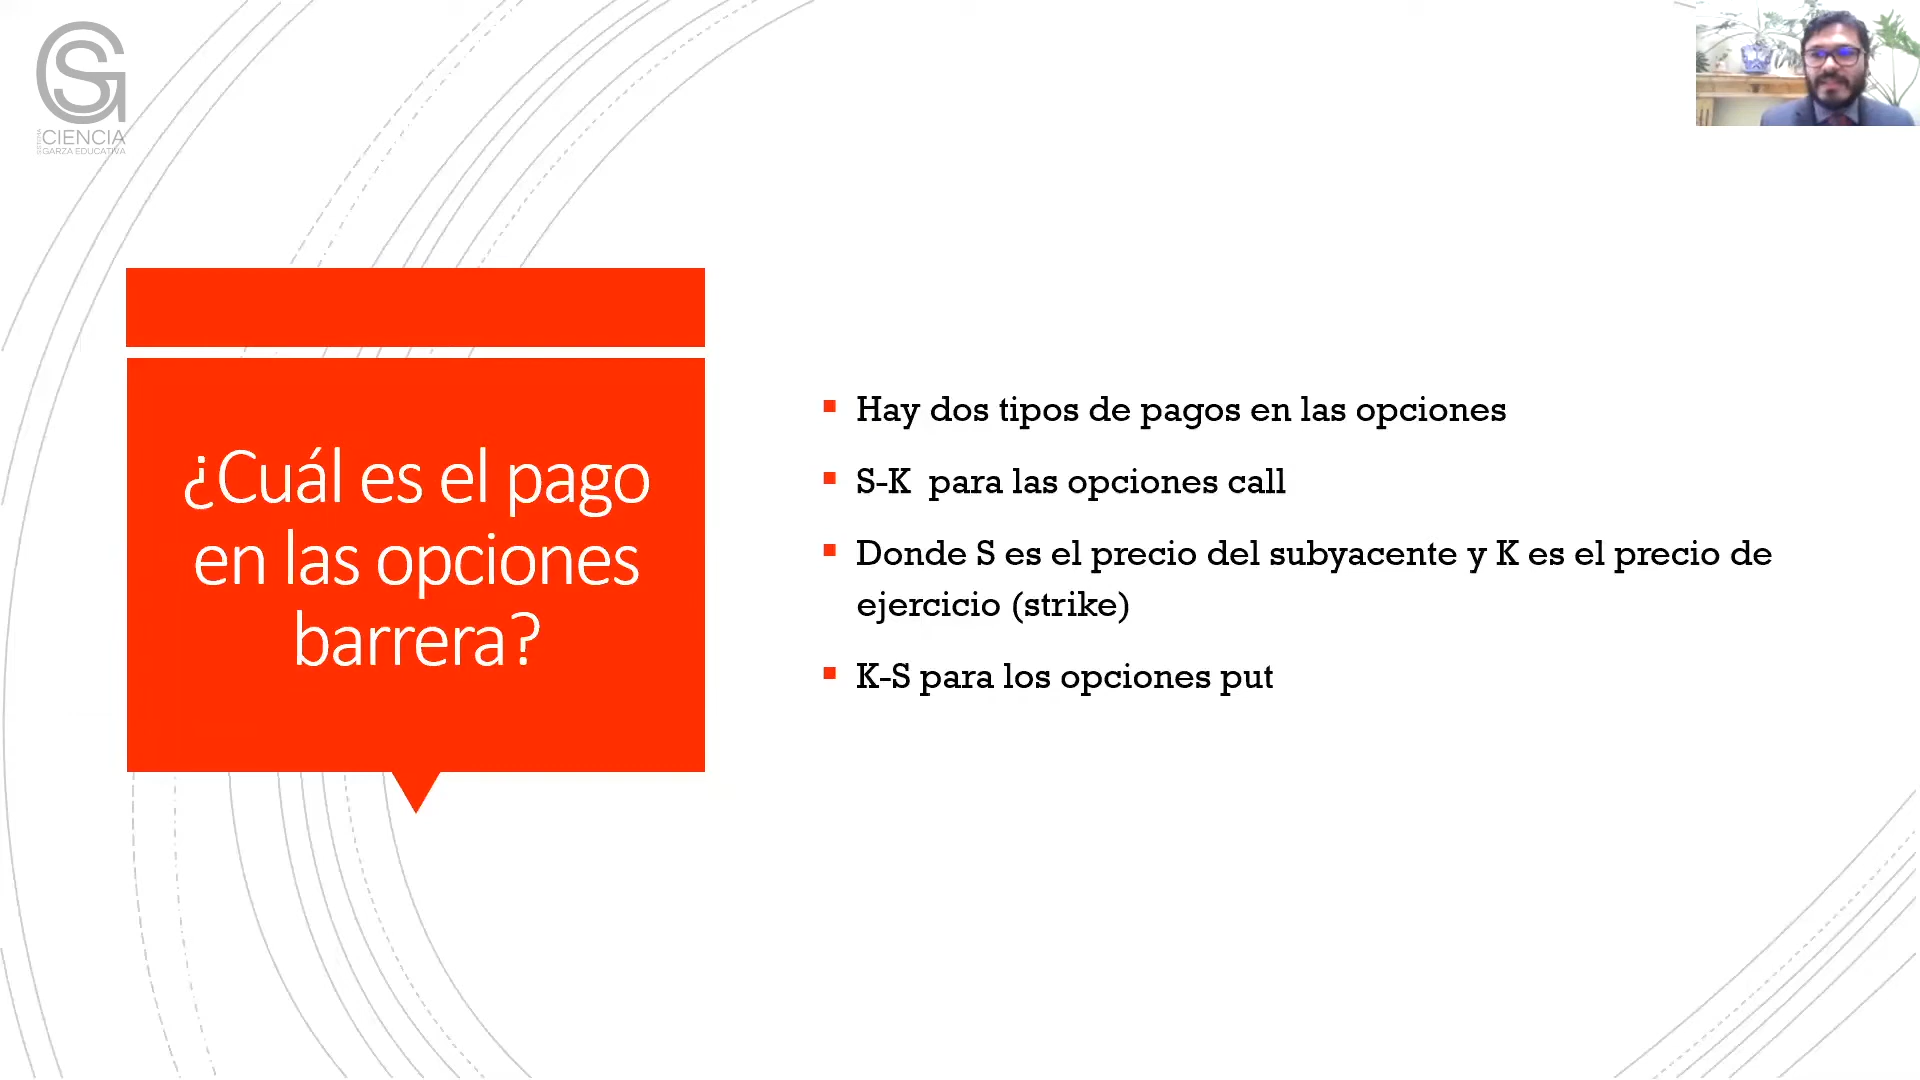 CIENCIA
GARZA EDUCATIVA
¿Cuál es el pago
en las opciones
barrera?
Hay dos tipos de pagos en las opciones
S-K para las opciones call
Donde S es el precio del subyacente y K es el precio de
ejercicio (strike)
K-S para los opciones put